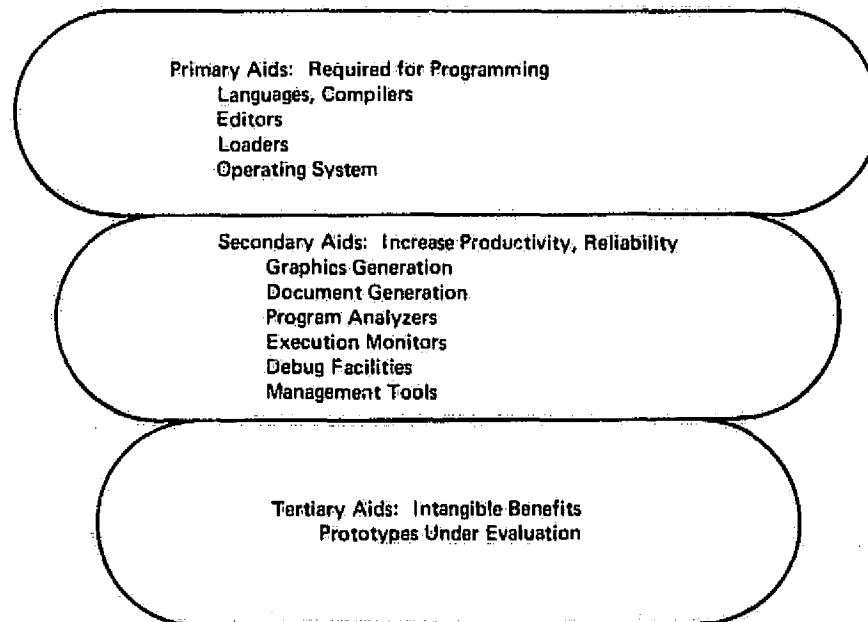 Primary Aids: Required for Programming
Languages, Compilers
Editors
Loaders
Operating System
Secondary Aids: Increase Productivity, Reliability
Graphics Generation
Document Generation
Program Analyzers
Execution Monitors
Debug Facilities
Management Tools
Tertiary Aids: Intangible Benefits
Prototypes Under Evaluation